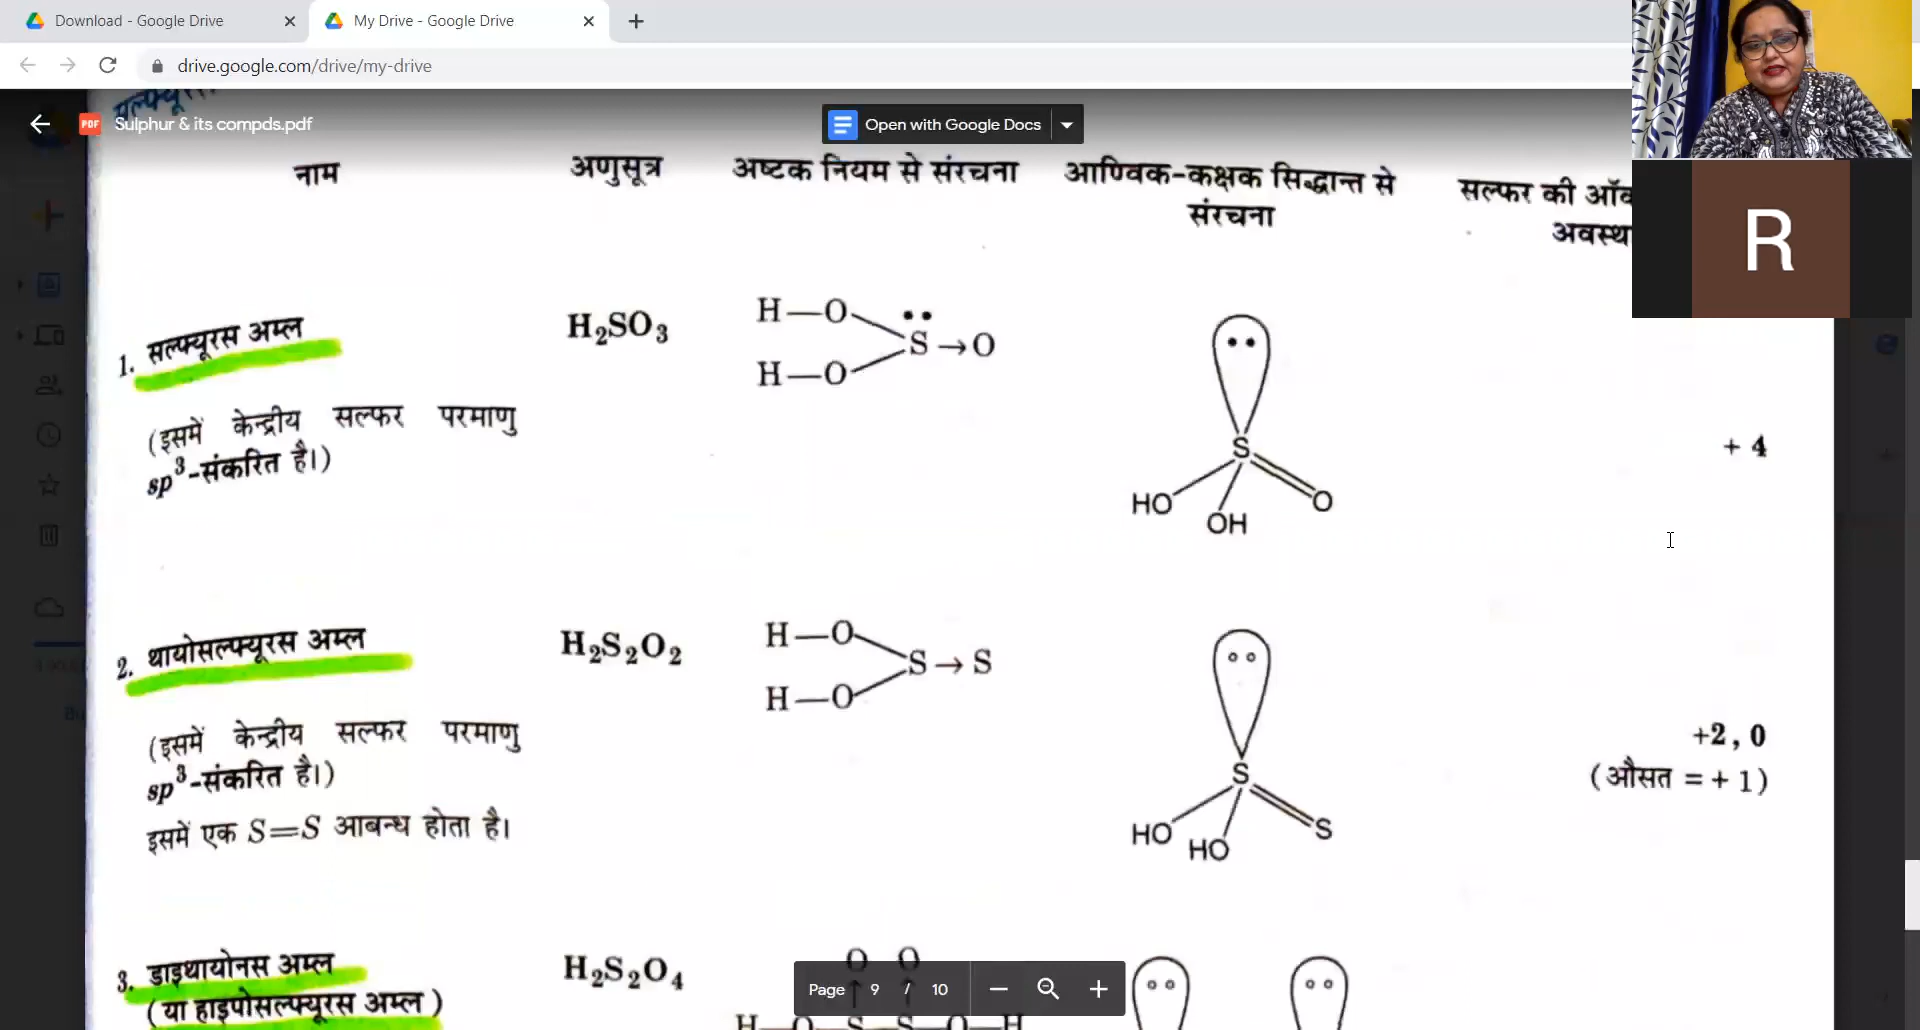 Download - Google Drive
My Drive - Google Drive
drive.google.com/drive/my-drive
PDF
Sulphur & its compds.pdf
Open with Google Docs
नाम
अणुसूत्र
अष्टक नियम से संरचना
आण्विक-कक्षक सिद्धान्त से
संरचना
सल्फर की
R
1. सल्फ्यूरस अम्ल
H₂SO₃
H—O
S→O
H—O
(इसमें केन्द्रीय सल्फर परमाणु
sp³-संकरित है।)
S
HO
OH
O
+ 4
2. थायोसल्फ्यूरस अम्ल
H₂S₂O₂
H—O
S→S
H—O
(इसमें केन्द्रीय सल्फर परमाणु
sp³-संकरित है।)
इसमें एक S=S आबन्ध होता है।
S
HO
HO
S
+2, 0
(औसत = + 1)
3. डाइथायोनस अम्ल
(या हाइपोसल्फ्यूरस अम्ल)
H₂S₂O₄
O O
H—O—S—S—O—H
Page 9 / 10